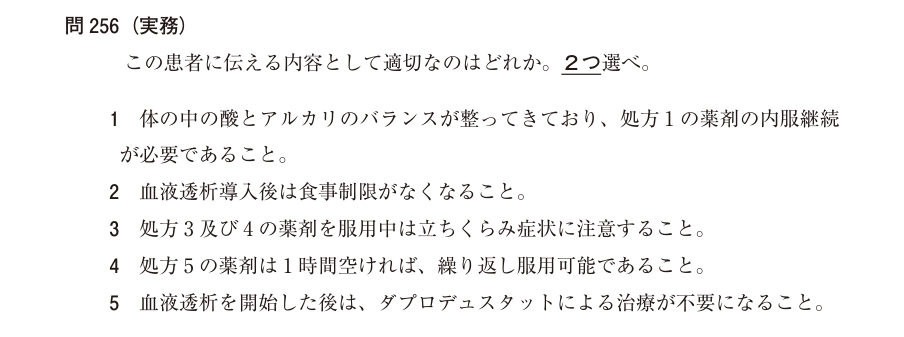 問 256（実務）
この患者に伝える内容として適切なのはどれか。２つ選べ。
1　体の中の酸とアルカリのバランスが整ってきており、処方１の薬剤の内服継続
が必要であること。
2　血液透析導入後は食事制限がなくなること。
3　処方３及び４の薬剤を服用中は立ちくらみ症状に注意すること。
4　処方５の薬剤は１時間空ければ、繰り返し服用可能であること。
5　血液透析を開始した後は、ダプロデュスタットによる治療が不要になること。